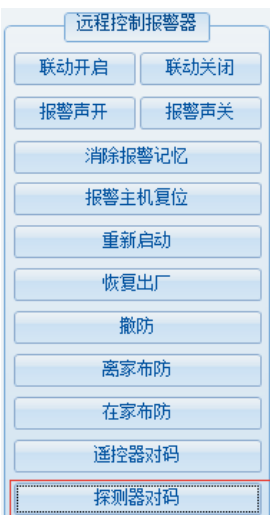 远程控制报警器
联动开启 联动关闭
报警声开 报警声关
消除报警记忆
报警主机复位
重新启动
恢复出厂
撤防
离家布防
在家布防
遥控器对码
探测器对码